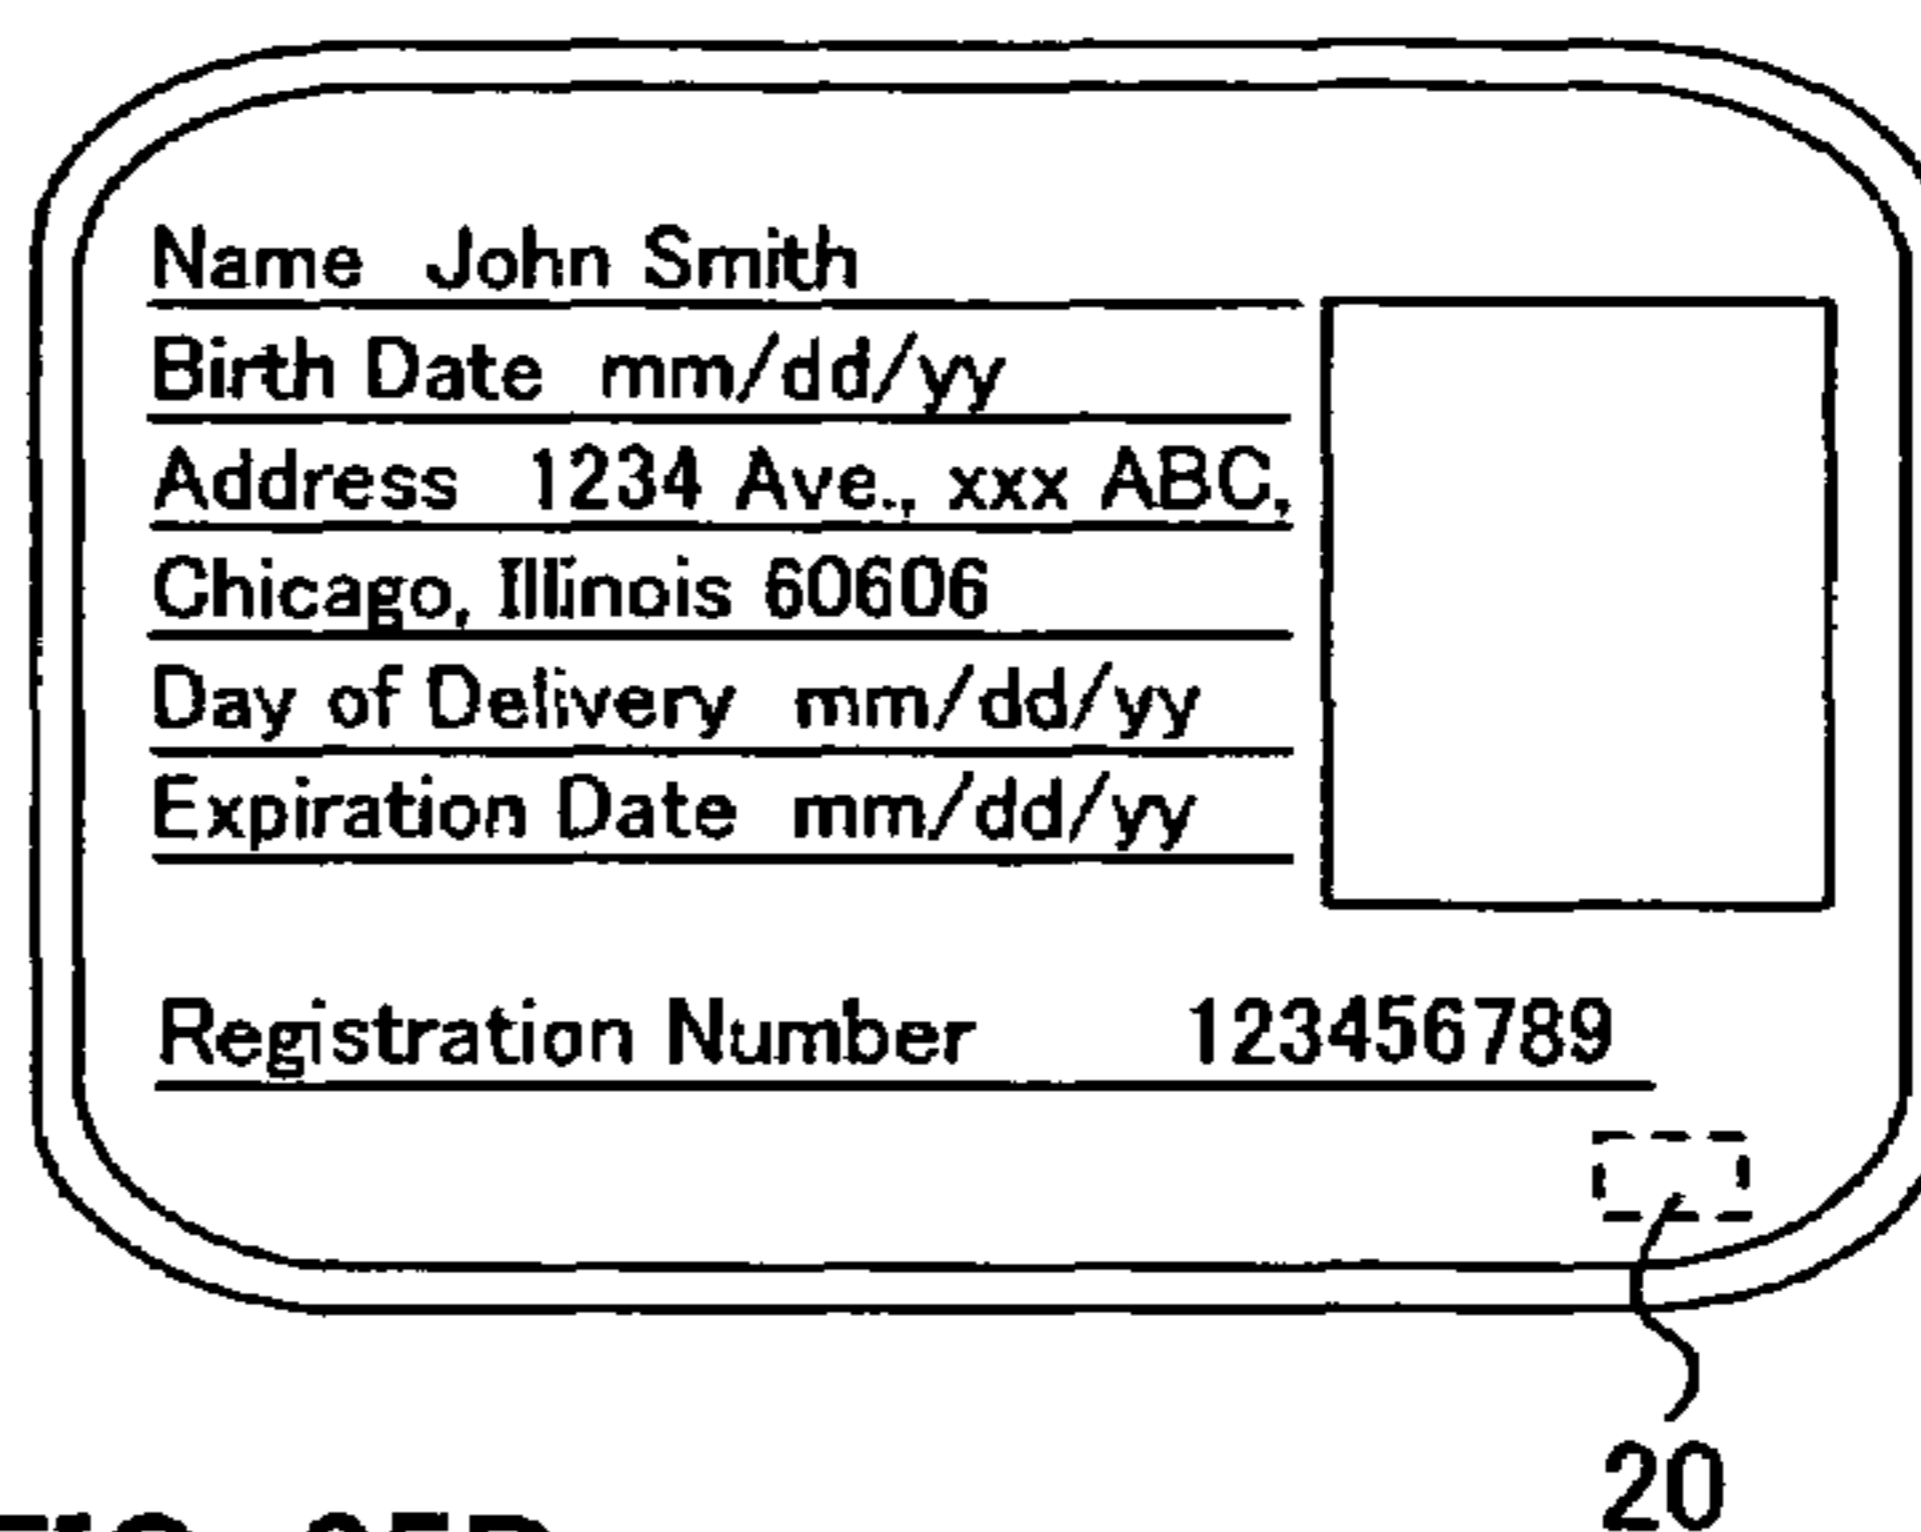 Name John Smith
Birth Date mm/dd/yy
Address 1234 Ave., xxx ABC,
Chicago, Illinois 60606
Day of Delivery mm/dd/yy
Expiration Date mm/dd/yy
Registration Number 123456789
20